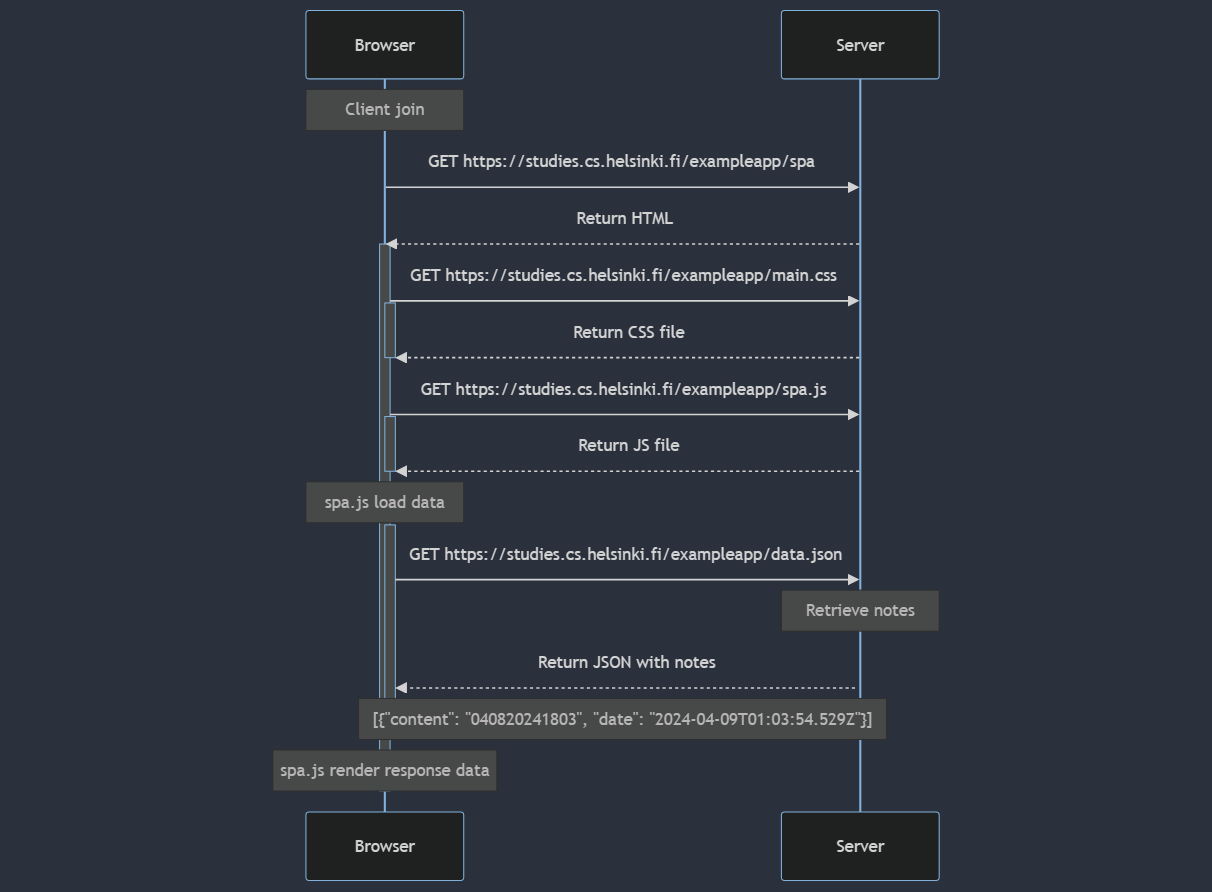 Browser
Server
Client join
GET https://studies.cs.helsinki.fi/exampleapp/spa
Return HTML
GET https://studies.cs.helsinki.fi/exampleapp/main.css
Return CSS file
GET https://studies.cs.helsinki.fi/exampleapp/spa.js
Return JS file
spa.js load data
GET https://studies.cs.helsinki.fi/exampleapp/data.json
Retrieve notes
Return JSON with notes
[{"content": "040820241803", "date": "2024-04-09T01:03:54.529Z"}]
spa.js render response data
Browser
Server